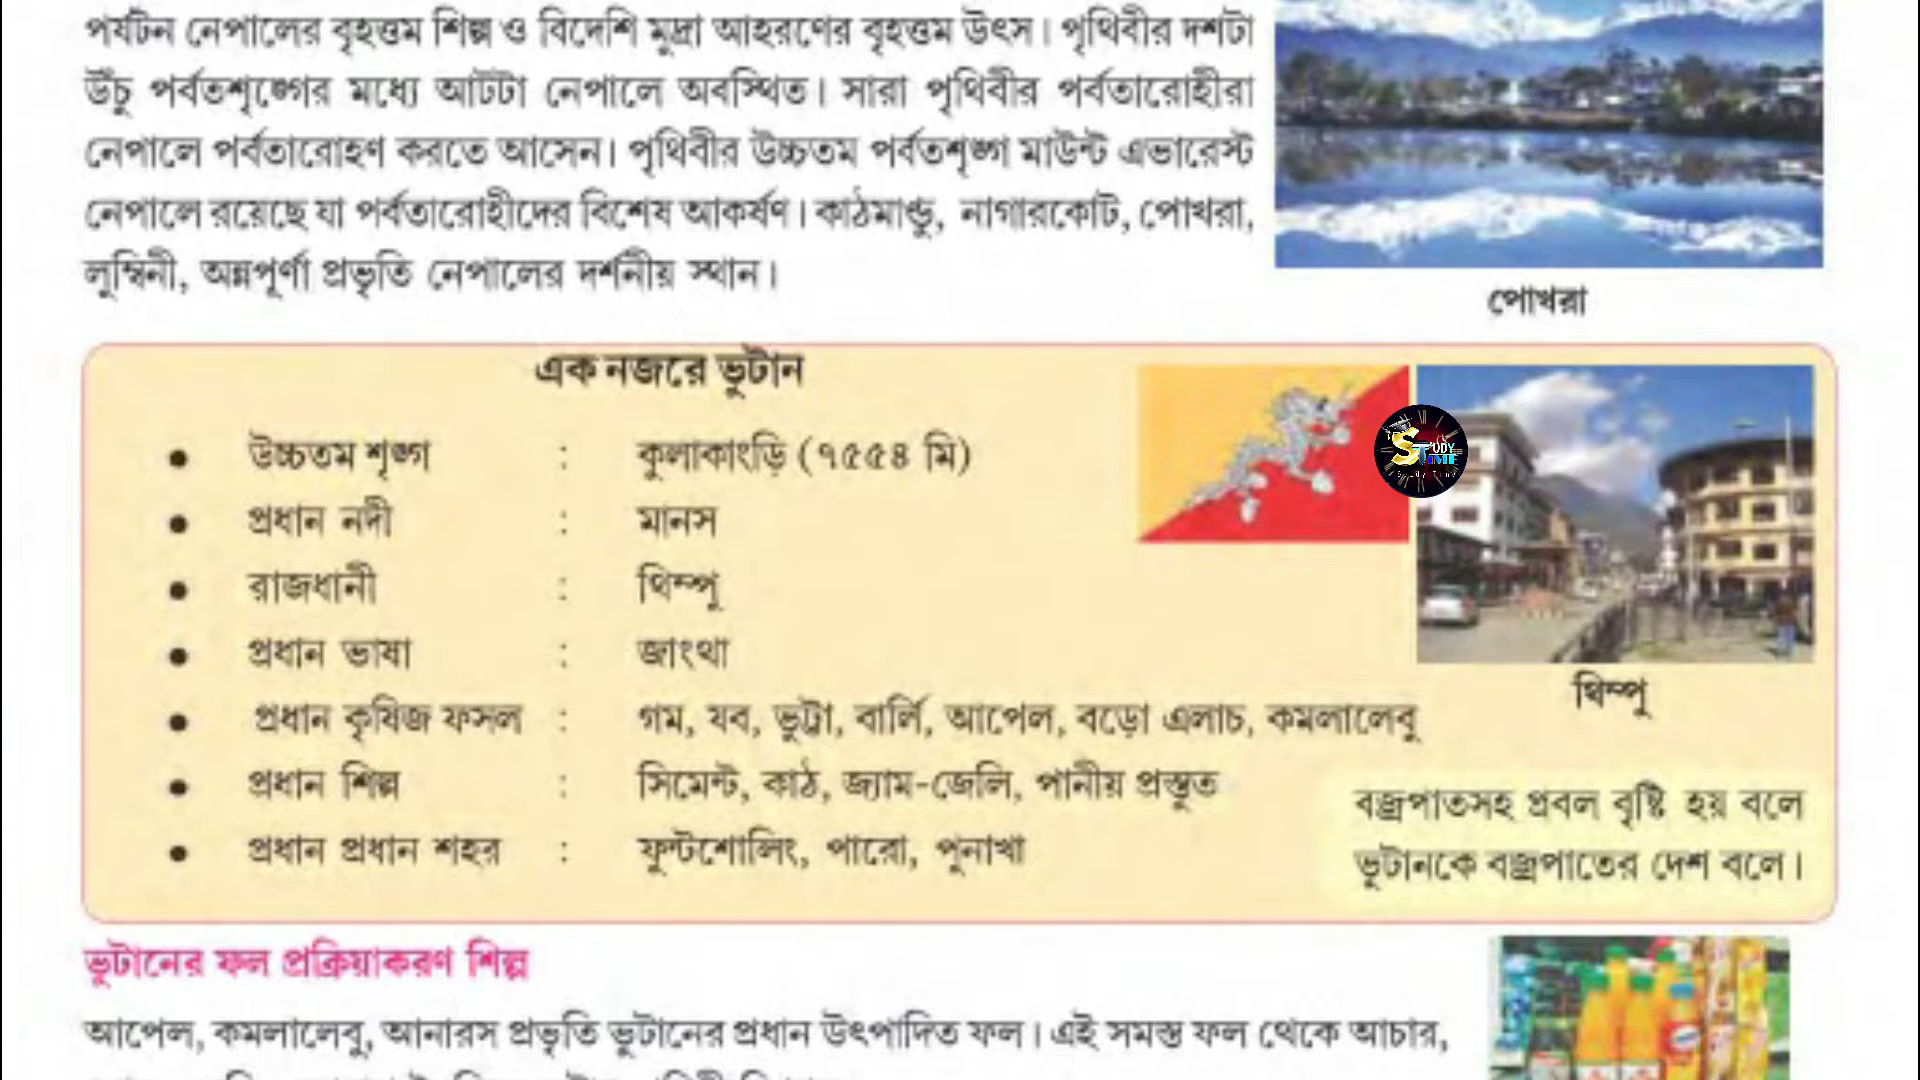 পর্যটন নেপালের বৃহত্তম শিল্প ও বিদেশি মুদ্রা আহরণের বৃহত্তম উৎস। পৃথিবীর দশটা
উঁচু পর্বতশৃঙ্গের মধ্যে আটটা নেপালে অবস্থিত। সারা পৃথিবীর পর্বতারোহীরা
নেপালে পর্বতারোহণ করতে আসেন। পৃথিবীর উচ্চতম পর্বতশৃঙ্গ মাউন্ট এভারেস্ট
নেপালে রয়েছে যা পর্বতারোহীদের বিশেষ আকর্ষণ। কাঠমাণ্ডু, নাগারকোট, পোখরা,
লুম্বিনী, অন্নপূর্ণা প্রভৃতি নেপালের দর্শনীয় স্থান।
পোখরা
এক নজরে ভুটান
• উচ্চতম শৃঙ্গ : কুলাকাংড়ি (৭৫৫৪ মি)
• প্রধান নদী : মানস
• রাজধানী : থিম্পু
• প্রধান ভাষা : জাংথা
• প্রধান কৃষিজ ফসল : গম, যব, ভুট্টা, বার্লি, আপেল, বড়ো এলাচ, কমলালেবু
• প্রধান শিল্প : সিমেন্ট, কাঠ, জ্যাম-জেলি, পানীয় প্রস্তুত
• প্রধান প্রধান শহর : ফুন্টশোলিং, পারো, পুনাখা
STUDY TIME
থিম্পু
বজ্রপাতসহ প্রবল বৃষ্টি হয় বলে
ভুটানকে বজ্রপাতের দেশ বলে।
ভুটানের ফল প্রক্রিয়াকরণ শিল্প
আপেল, কমলালেবু, আনারস প্রভৃতি ভুটানের প্রধান উৎপাদিত ফল। এই সমস্ত ফল থেকে আচার,